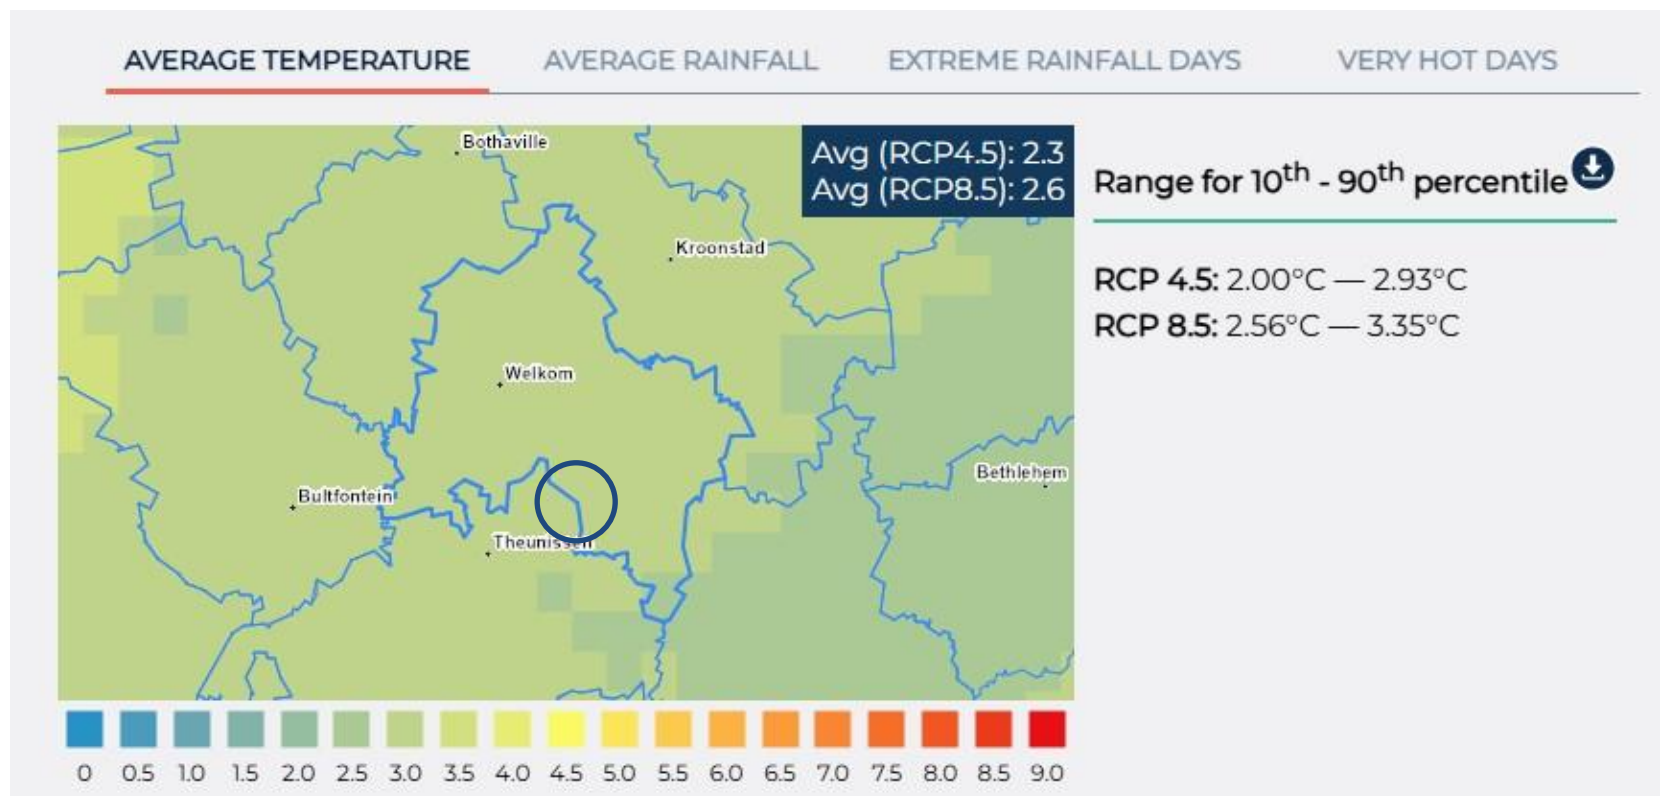 AVERAGE TEMPERATURE AVERAGE RAINFALL EXTREME RAINFALL DAYS VERY HOT DAYS
Bothaville
Avg (RCP4.5): 2.3
Avg (RCP8.5): 2.6
Range for 10th - 90th percentile
Kroonstad
RCP 4.5: 2.00°C — 2.93°C
RCP 8.5: 2.56°C — 3.35°C
Welkom
Bethlehem
Bultfontein
Theunissen
0 0.5 1.0 1.5 2.0 2.5 3.0 3.5 4.0 4.5 5.0 5.5 6.0 6.5 7.0 7.5 8.0 8.5 9.0